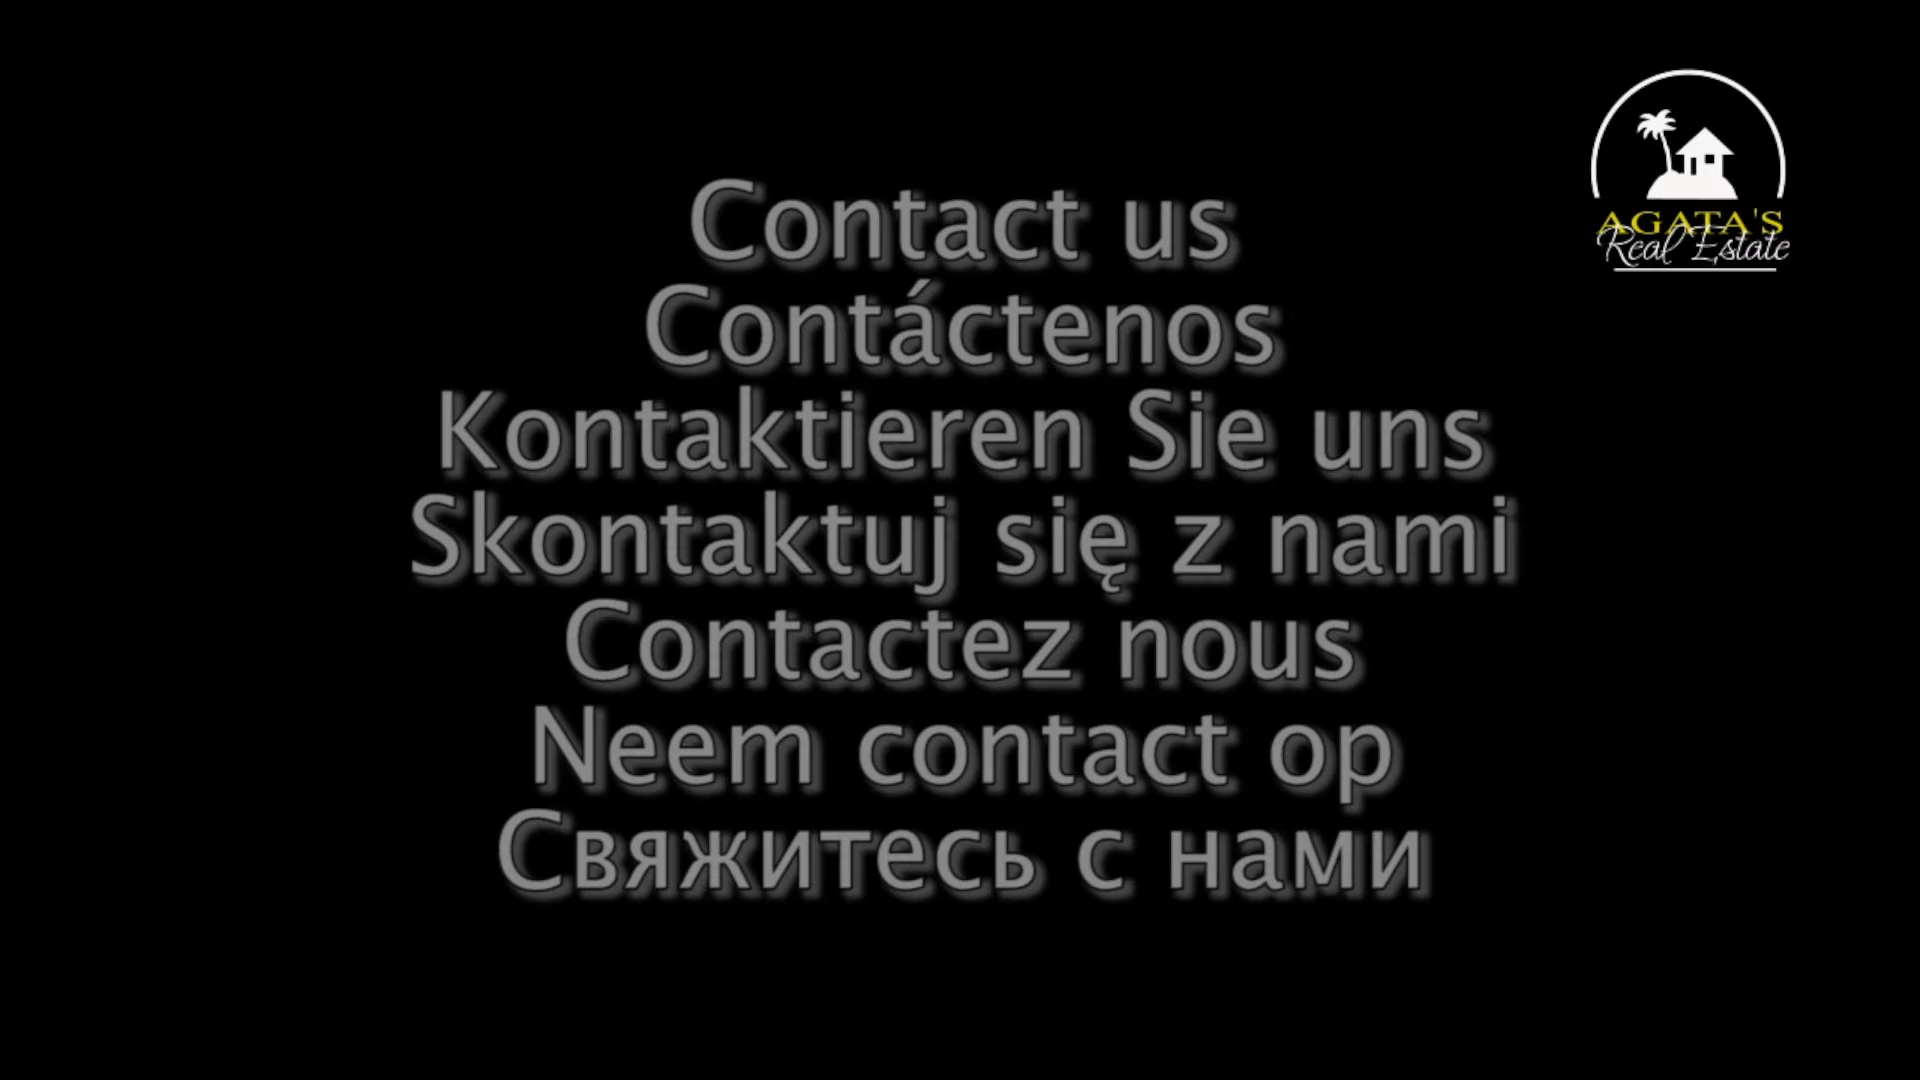 Contact us
Contáctenos
Kontaktieren Sie uns
Skontaktuj się z nami
Contactez nous
Neem contact op
Свяжитесь с нами
AGATA'S
Real Estate